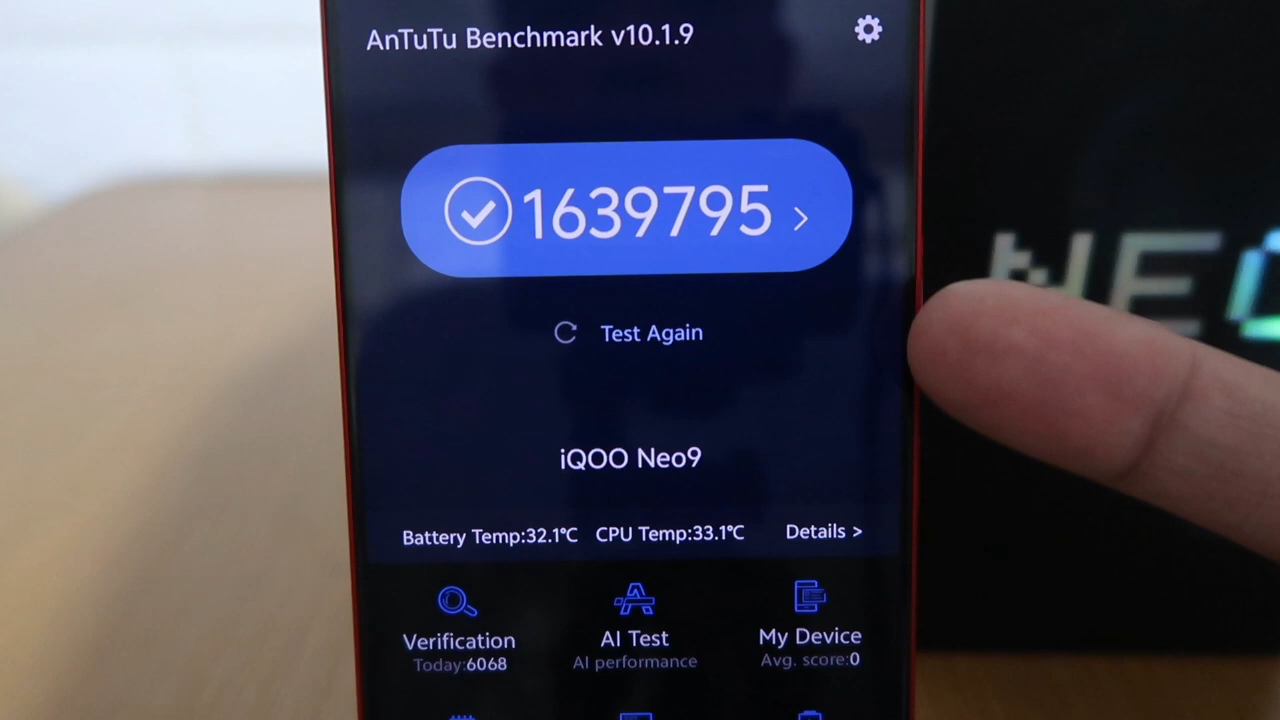 AnTuTu Benchmark v10.1.9
1639795 >
Test Again
iQOO Neo9
Battery Temp:32.1°C CPU Temp:33.1°C Details >
Verification AI Test My Device
Today:6068 AI performance Avg. score:0
NEO